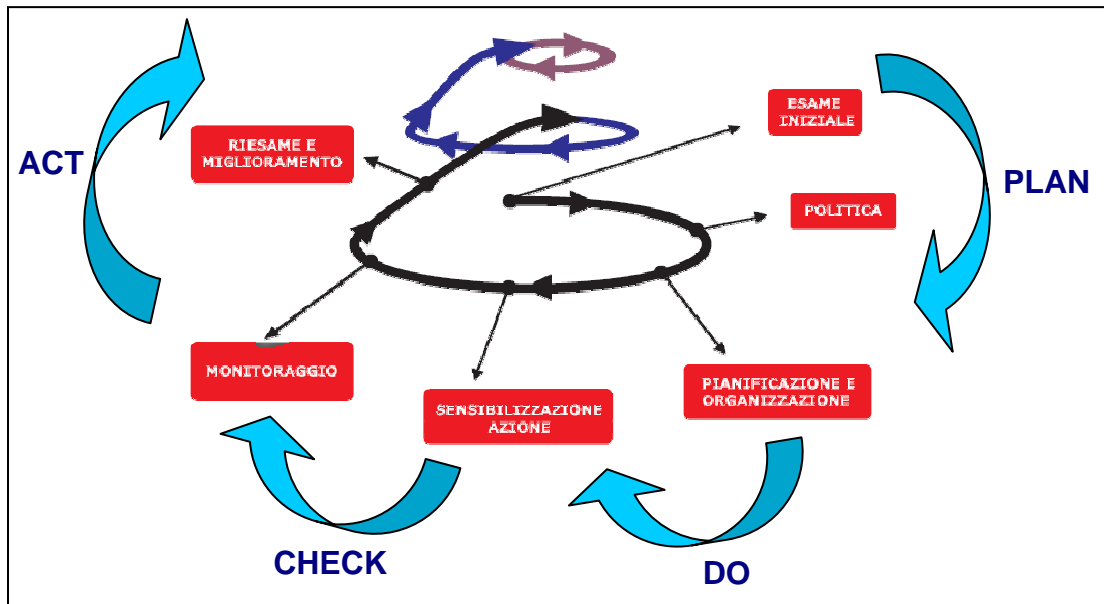 ESAME
INIZIALE
RIESAME E
MIGLIORAMENTO
ACT
PLAN
POLITICA
MONITORAGGIO
PIANIFICAZIONE E
ORGANIZZAZIONE
SENSIBILIZZAZIONE
AZIONE
CHECK
DO